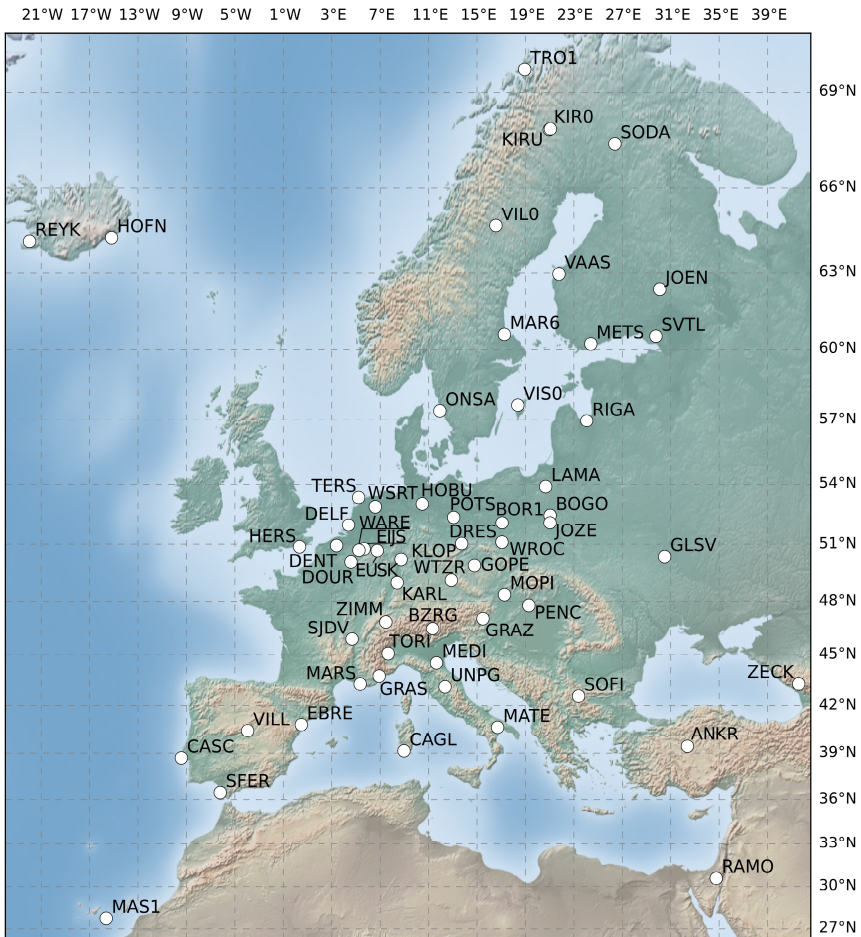 21°W 17°W 13°W 9°W 5°W 1°W 3°E 7°E 11°E 15°E 19°E 23°E 27°E 31°E 35°E 39°E
TRO1
69°N
KIR0
KIRU
SODA
66°N
VIL0
REYK
HOFN
VAAS
63°N
JOEN
MAR6
SVTL
METS
60°N
ONSA
VIS0
RIGA
57°N
LAMA
54°N
TERS
WSRT
HOBU
POTS
BOR1
BOGO
DELF
WARE
JOZE
HERS
EIJS
DRES
51°N
GLSV
KLOP
WROC
DENT
DOUR
EUSK
WTZR
GOPE
MOPI
KARL
48°N
ZIMM
BZRG
PENC
SJDV
GRAZ
TORI
MEDI
45°N
MARS
UNPG
ZECK
GRAS
SOFI
42°N
VILL
EBRE
MATE
ANKR
CASC
CAGL
39°N
SFER
36°N
33°N
RAMO
30°N
MAS1
27°N